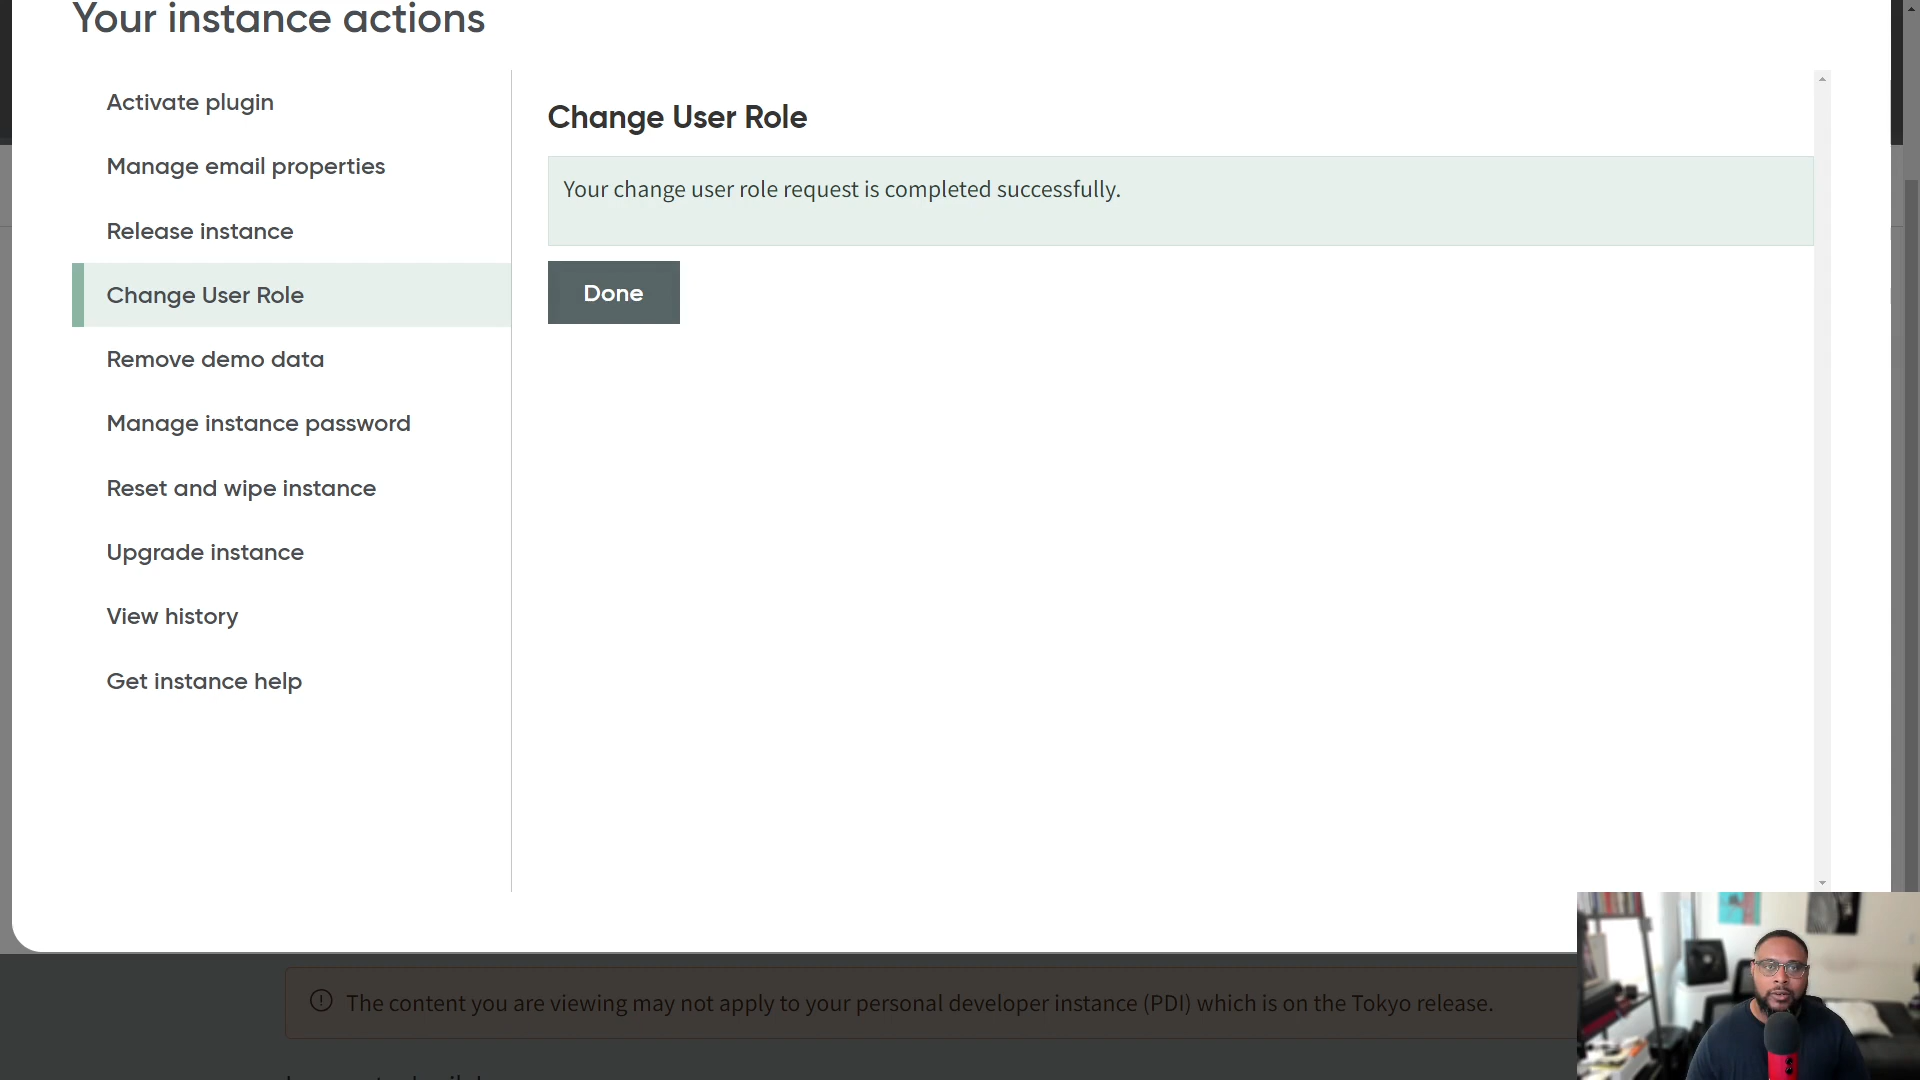 Your instance actions
Activate plugin
Manage email properties
Release instance
Change User Role
Remove demo data
Manage instance password
Reset and wipe instance
Upgrade instance
View history
Get instance help
Change User Role
Your change user role request is completed successfully.
Done
The content you are viewing may not apply to your personal developer instance (PDI) which is on the Tokyo release.